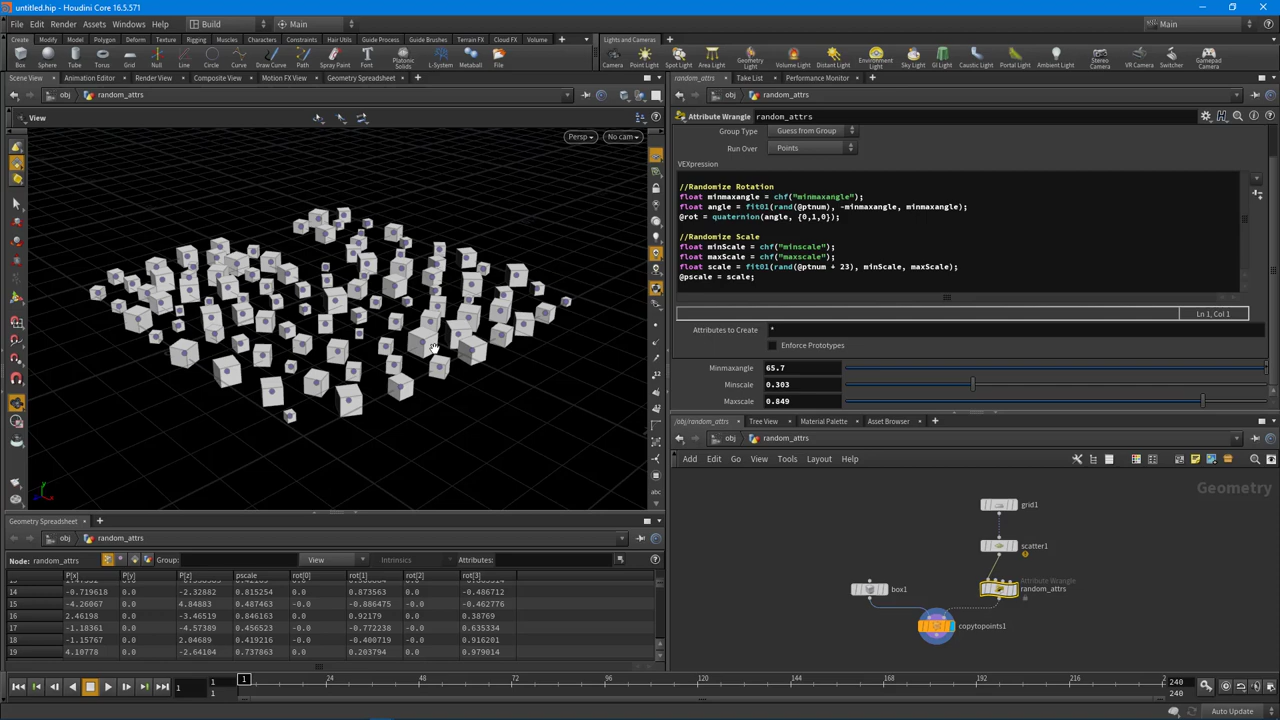 untitled.hip - Houdini Core 16.5.571
File Edit Render Assets Windows Help Build Main Main
Create Modify Model Polygon Deform Texture Rigging Muscles Characters Constraints Hair Utils Guide Process Guide Brushes Terrain FX Cloud FX Volume Lights and Cameras
Box Sphere Tube Torus Grid Null Line Circle Curve Draw Curve Path Spray Paint Font Platonic Solids L-System Metaball File Camera Point Light Spot Light Area Light Geometry Light Volume Light Distant Light Environment Light Sky Light GI Light Caustic Light Portal Light Ambient Light Stereo Camera VR Camera Switcher Gamepad Camera
Scene View Animation Editor Render View Composite View Motion FX View Geometry Spreadsheet random_attrs Take List Performance Monitor
obj random_attrs obj random_attrs
View Attribute Wrangle random_attrs
Persp No cam Group Type Guess from Group
Run Over Points
VEXpression
//Randomize Rotation
float minmaxangle = chf("minmaxangle");
float angle = fit01(rand(@ptnum), -minmaxangle, minmaxangle);
@rot = quaternion(angle, {0,1,0});
//Randomize Scale
float minScale = chf("minscale");
float maxScale = chf("maxscale");
float scale = fit01(rand(@ptnum + 23), minScale, maxScale);
@pscale = scale;
Ln 1, Col 1
Attributes to Create *
Enforce Prototypes
Minmaxangle 65.7
Minscale 0.303
Maxscale 0.849
/obj/random_attrs Tree View Material Palette Asset Browser
obj random_attrs
Add Edit Go View Tools Layout Help
Geometry
grid1
scatter1
Attribute Wrangle
random_attrs
box1
copytopoints1
y
x
abc
12
Geometry Spreadsheet
obj random_attrs
Node: random_attrs Group: View Intrinsics Attributes:
P[x] P[y] P[z] pscale rot[0] rot[1] rot[2] rot[3]
14 -0.719618 0.0 -2.32882 0.815254 0.0 0.873563 0.0 -0.486712
15 -4.26067 0.0 4.84883 0.487463 0.0 -0.886475 0.0 -0.462776
16 2.46198 0.0 -3.46519 0.846163 0.0 0.92179 0.0 0.38769
17 -1.18361 0.0 -4.57389 0.456523 0.0 -0.772238 0.0 0.635334
18 -1.15767 0.0 2.04689 0.419216 0.0 -0.400719 0.0 0.916201
19 4.18778 0.0 -2.64104 0.737863 0.0 0.203794 0.0 0.979014
1 1 1 1 24 48 72 96 120 144 168 192 216 2 240 240
Auto Update